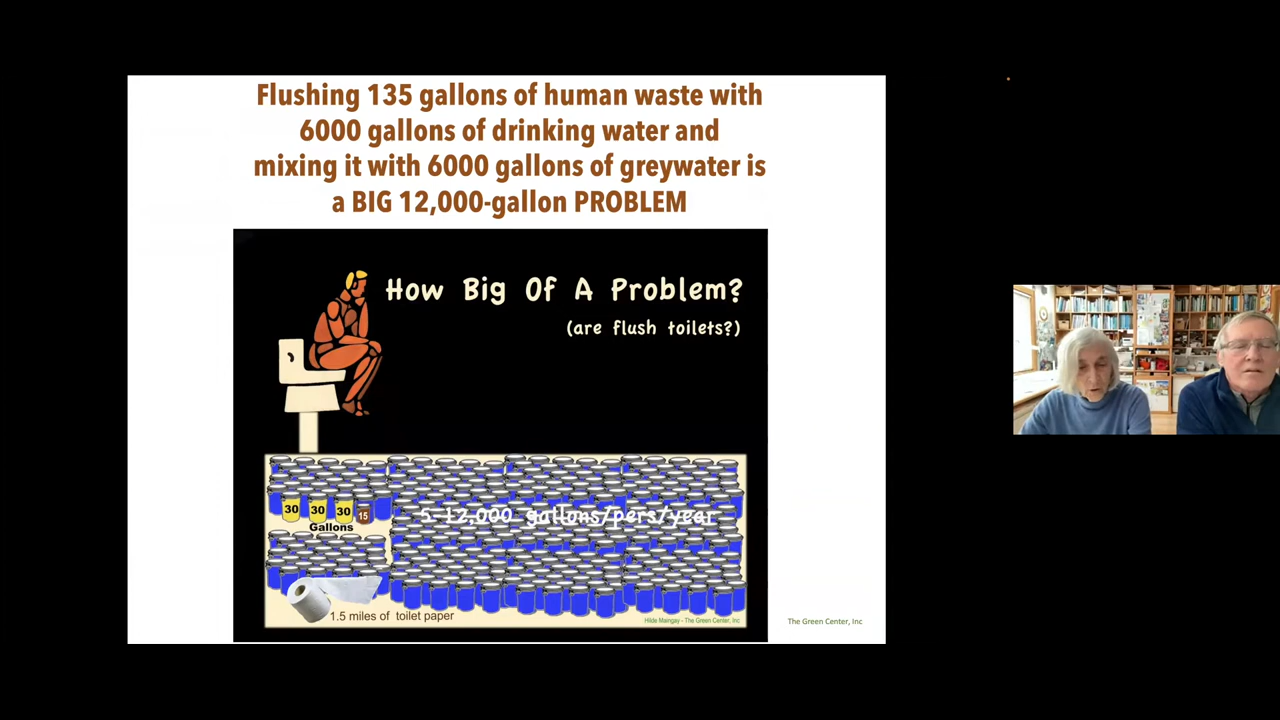 Flushing 135 gallons of human waste with
6000 gallons of drinking water and
mixing it with 6000 gallons of greywater is
a BIG 12,000-gallon PROBLEM
How Big Of A Problem?
(are flush toilets?)
30 30 30 15
Gallons
5-12,000 gallons/pers/year
1.5 miles of toilet paper
Hilde Maingay - The Green Center, Inc
The Green Center, Inc